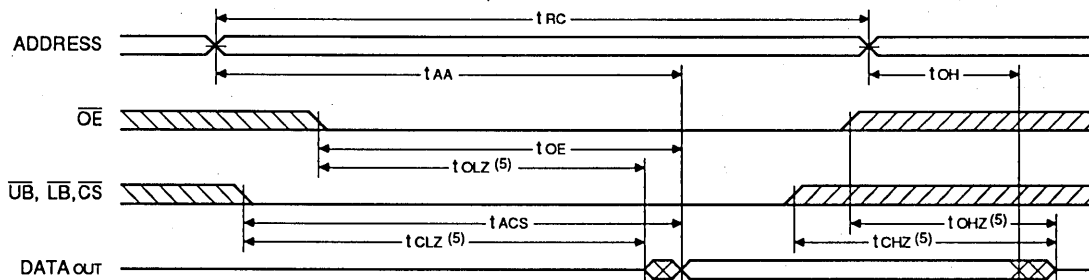 tRC
ADDRESS
tAA
tOH
OE
tOE
tOLZ (5)
UB, LB, CS
tACS
tOHZ (5)
tCLZ (5)
tCHZ (5)
DATA OUT